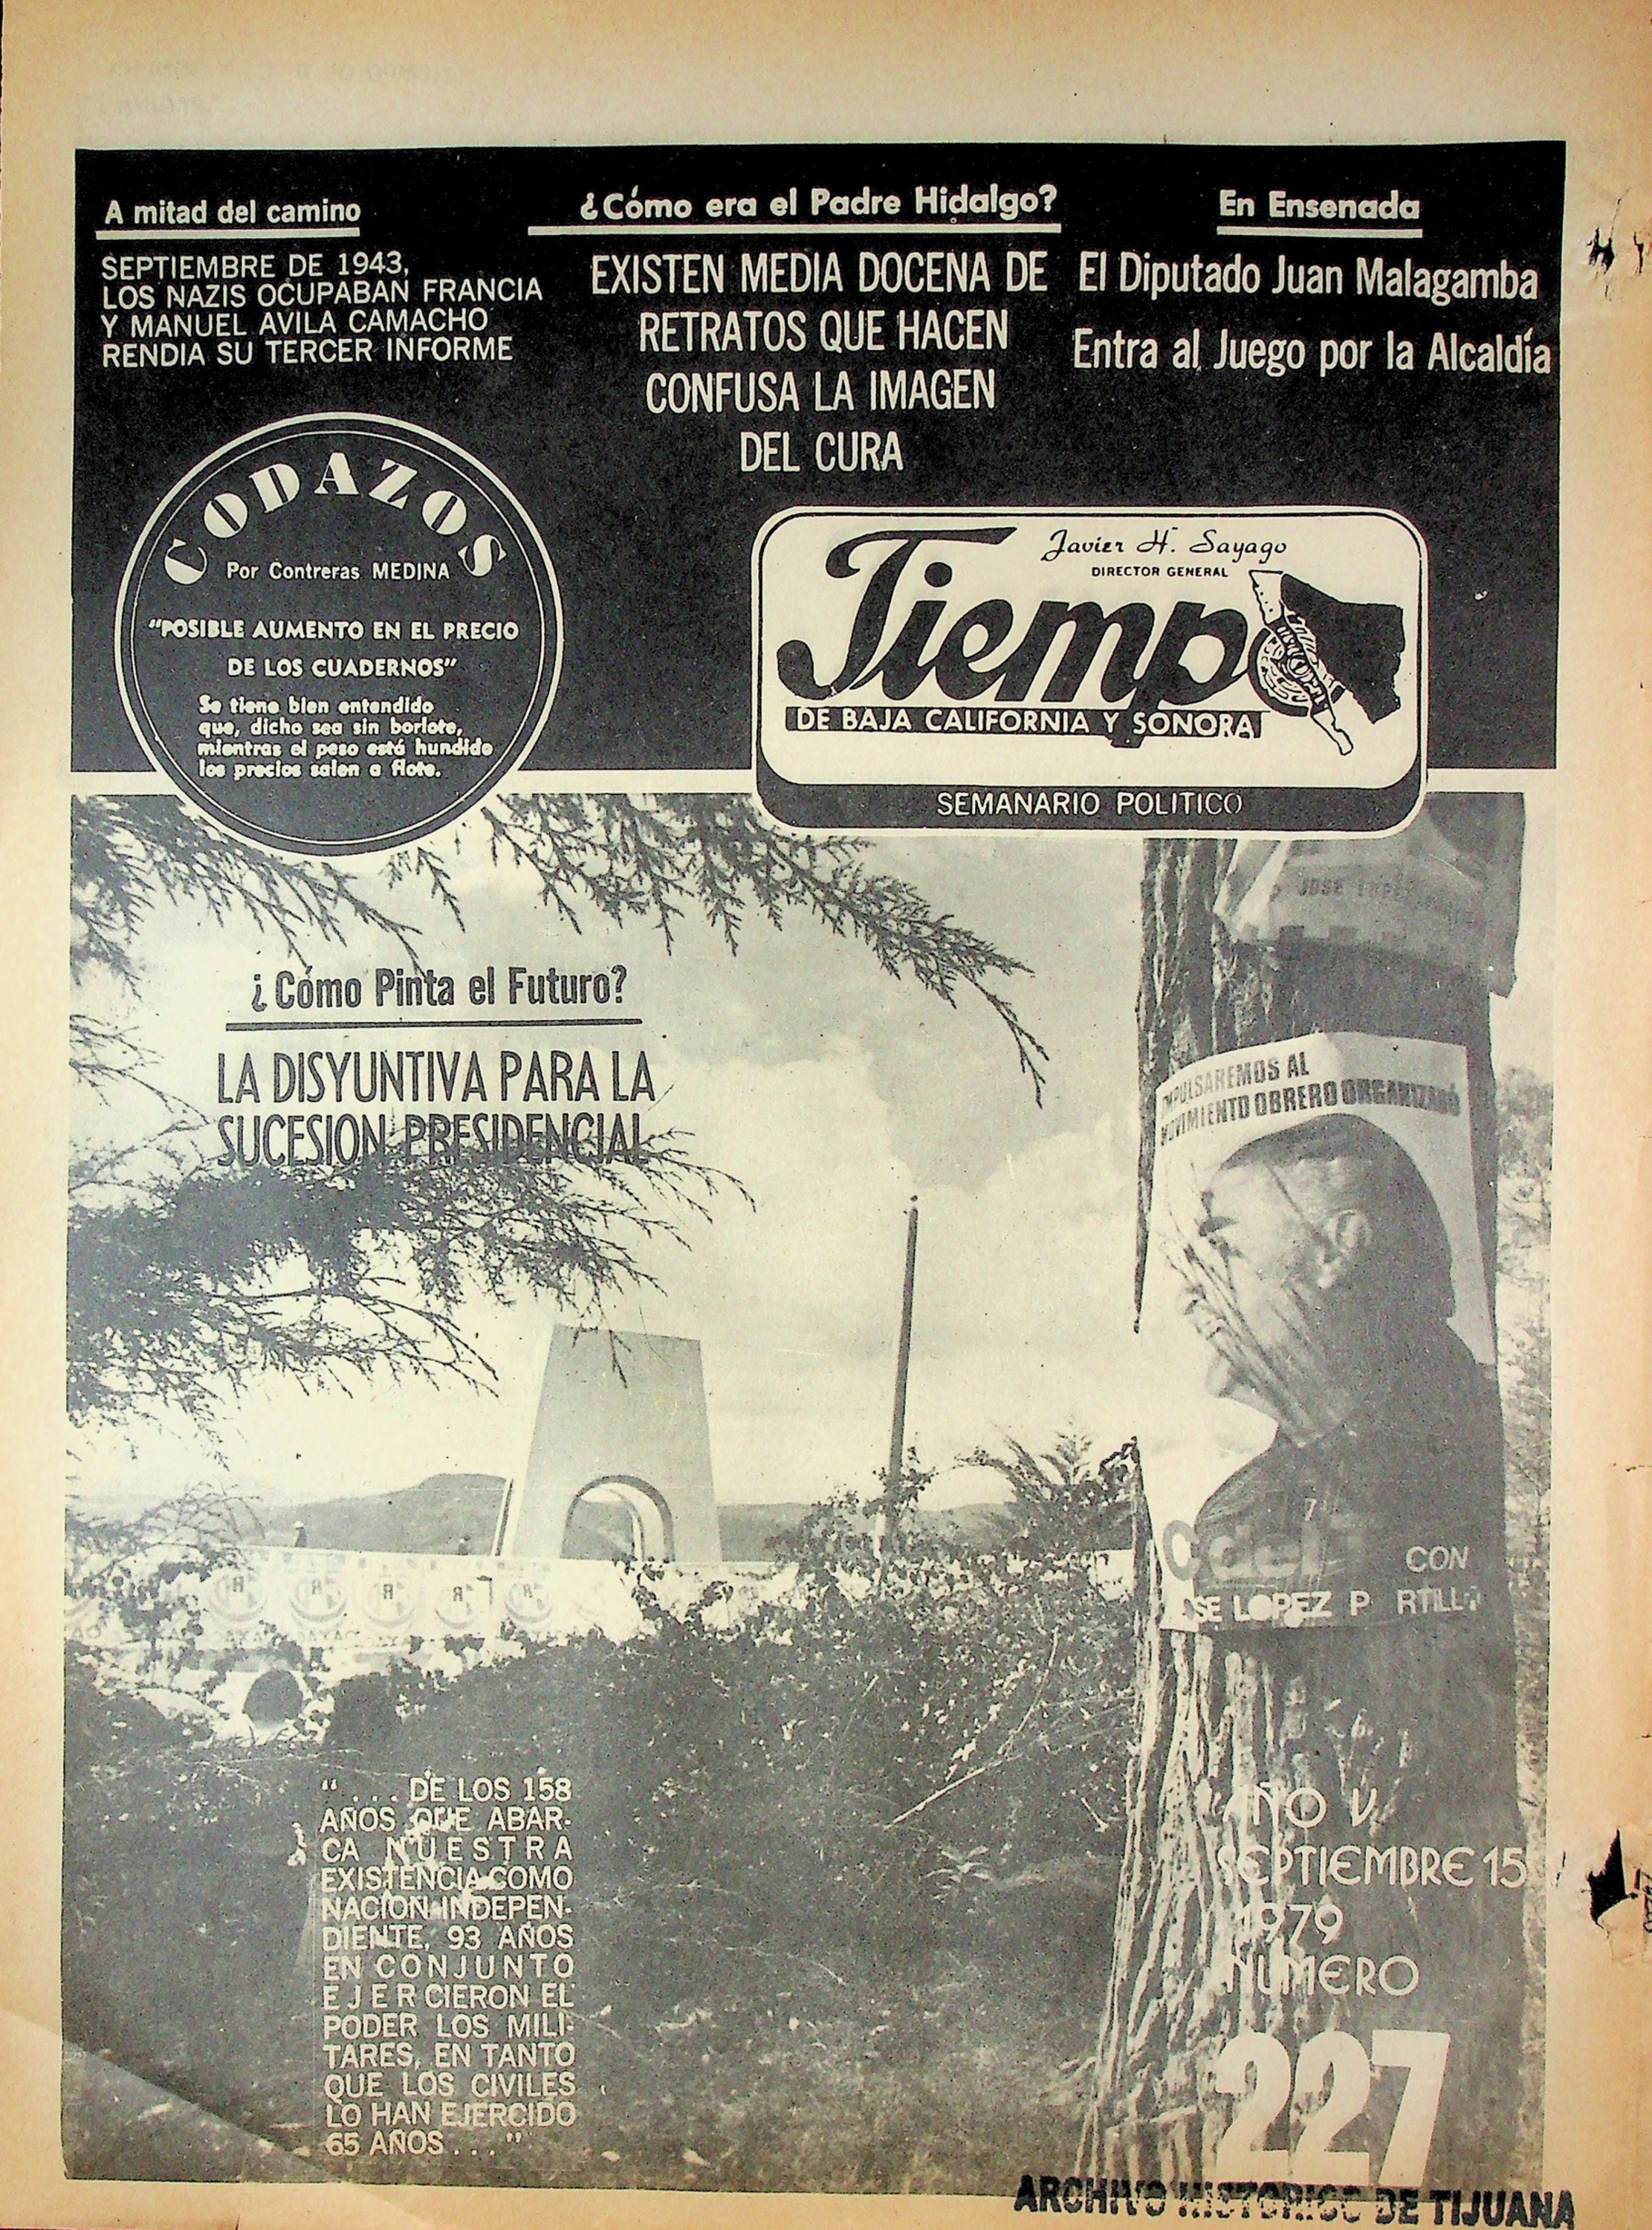 A mitad del camino
SEPTIEMBRE DE 1943,
LOS NAZIS OCUPABAN FRANCIA
Y MANUEL AVILA CAMACHO
RENDIA SU TERCER INFORME
¿Cómo era el Padre Hidalgo?
EXISTEN MEDIA DOCENA DE
RETRATOS QUE HACEN
CONFUSA LA IMAGEN
DEL CURA
En Ensenada
El Diputado Juan Malagamba
Entra al Juego por la Alcaldía
CODAZOS
Por Contreras MEDINA
"POSIBLE AUMENTO EN EL PRECIO
DE LOS CUADERNOS"
Se tiene bien entendido
que, dicho sea sin borlote,
mientras el peso está hundido
los precios salen a flote.
Javier H. Sayago
DIRECTOR GENERAL
Tiempo
DE BAJA CALIFORNIA Y SONORA
SEMANARIO POLITICO
¿Cómo Pinta el Futuro?
LA DISYUNTIVA PARA LA
SUCESION PRESIDENCIAL
JOSE
IMPULSAREMOS AL
MOVIMIENTO OBRERO ORGANIZADO
CON
SE LOPEZ P RTILLO
"... DE LOS 158
AÑOS QUE ABAR-
CA NUESTRA
EXISTENCIA COMO
NACION INDEPEN-
DIENTE, 93 AÑOS
EN CONJUNTO
EJERCIERON EL
PODER LOS MILI-
TARES, EN TANTO
QUE LOS CIVILES
LO HAN EJERCIDO
65 AÑOS..."
AÑO V
SEPTIEMBRE 15
1979
NUMERO
227
ARCHIVO HISTORICO DE TIJUANA